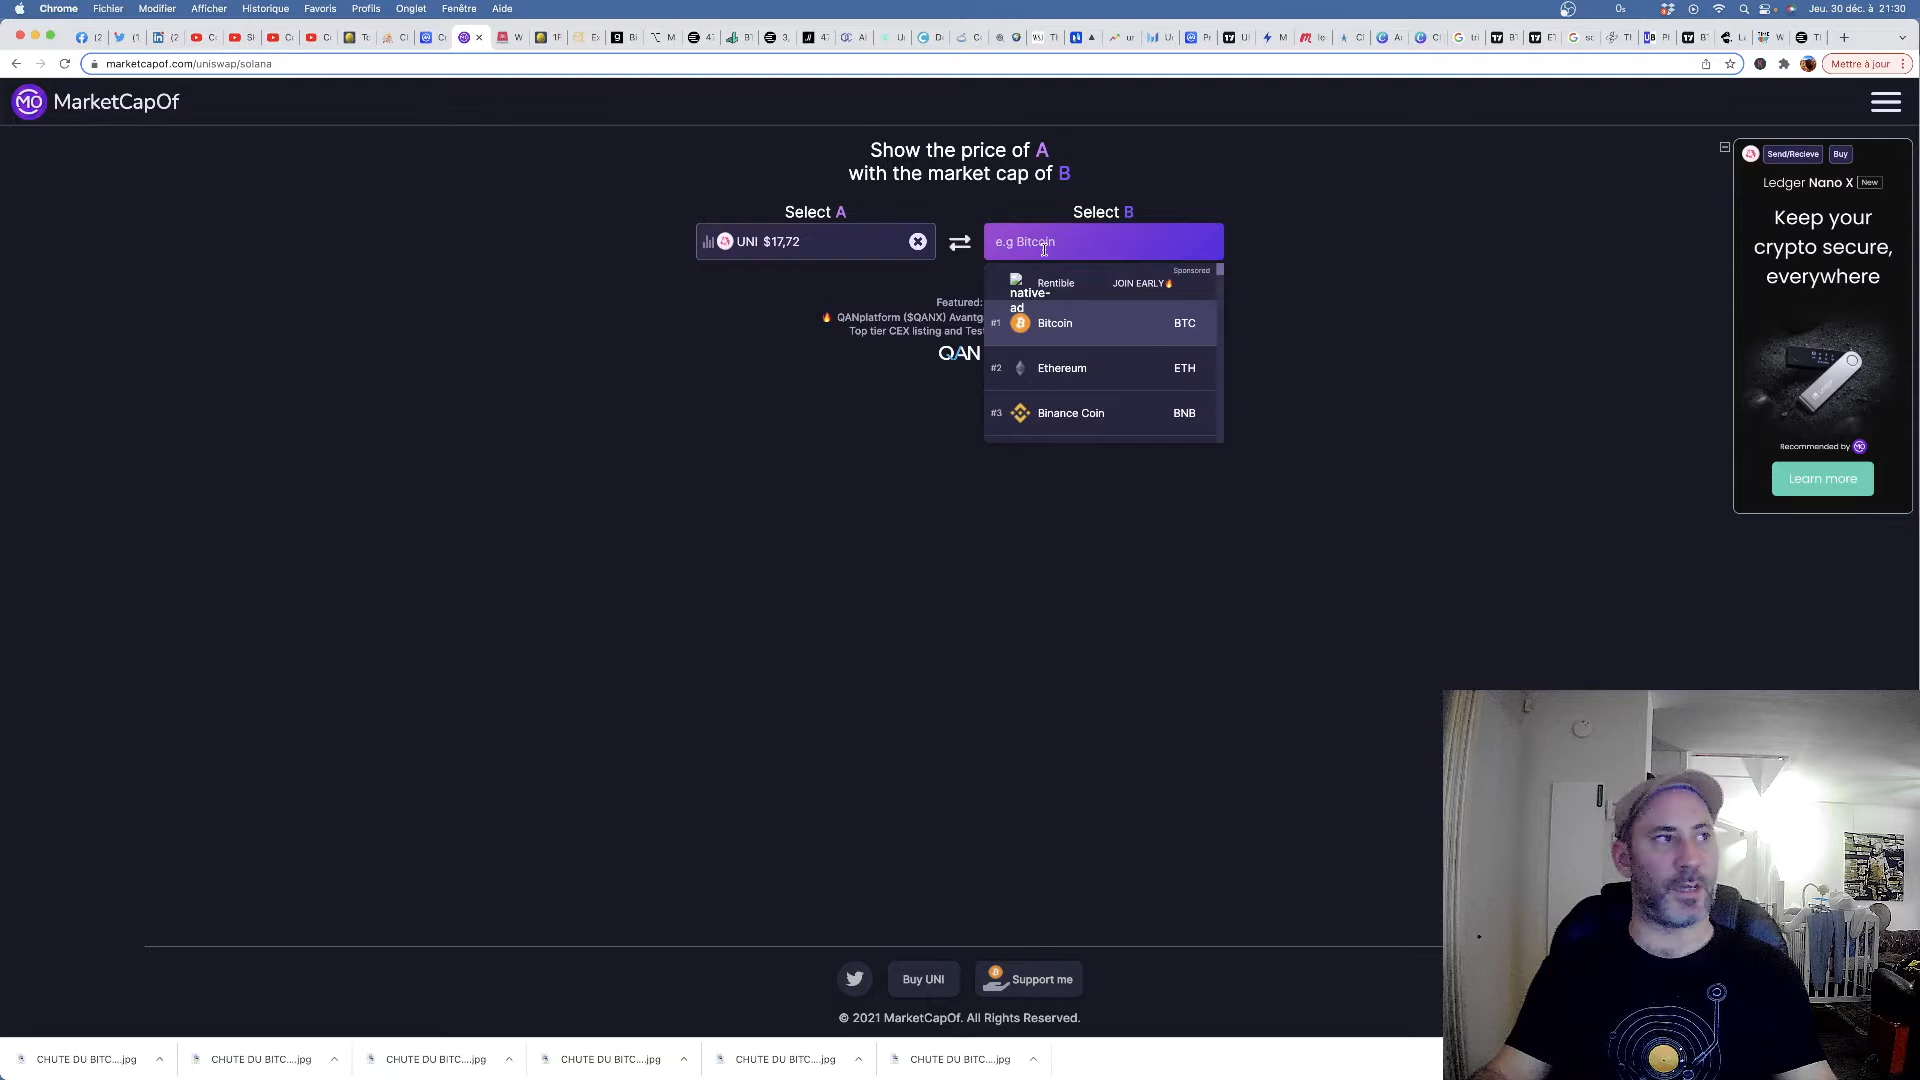 Chrome Fichier Modifier Afficher Historique Favoris Profils Onglet Fenêtre Aide 0s Jeu. 30 déc. à 21:30
marketcapof.com/uniswap/solana Mettre à jour
MO MarketCapOf
Show the price of A
with the market cap of B
Select A Select B
UNI $17,72 e.g Bitcoin
Sponsored
native-ad Rentible JOIN EARLY🔥
#1 Bitcoin BTC
#2 Ethereum ETH
#3 Binance Coin BNB
Featured:
🔥 QANplatform ($QANX) Avantg
Top tier CEX listing and Tes
QAN
Send/Recieve Buy
Ledger Nano X New
Keep your
crypto secure,
everywhere
Recommended by MO
Learn more
Buy UNI Support me
© 2021 MarketCapOf. All Rights Reserved.
CHUTE DU BITC....jpg CHUTE DU BITC....jpg CHUTE DU BITC....jpg CHUTE DU BITC....jpg CHUTE DU BITC....jpg CHUTE DU BITC....jpg